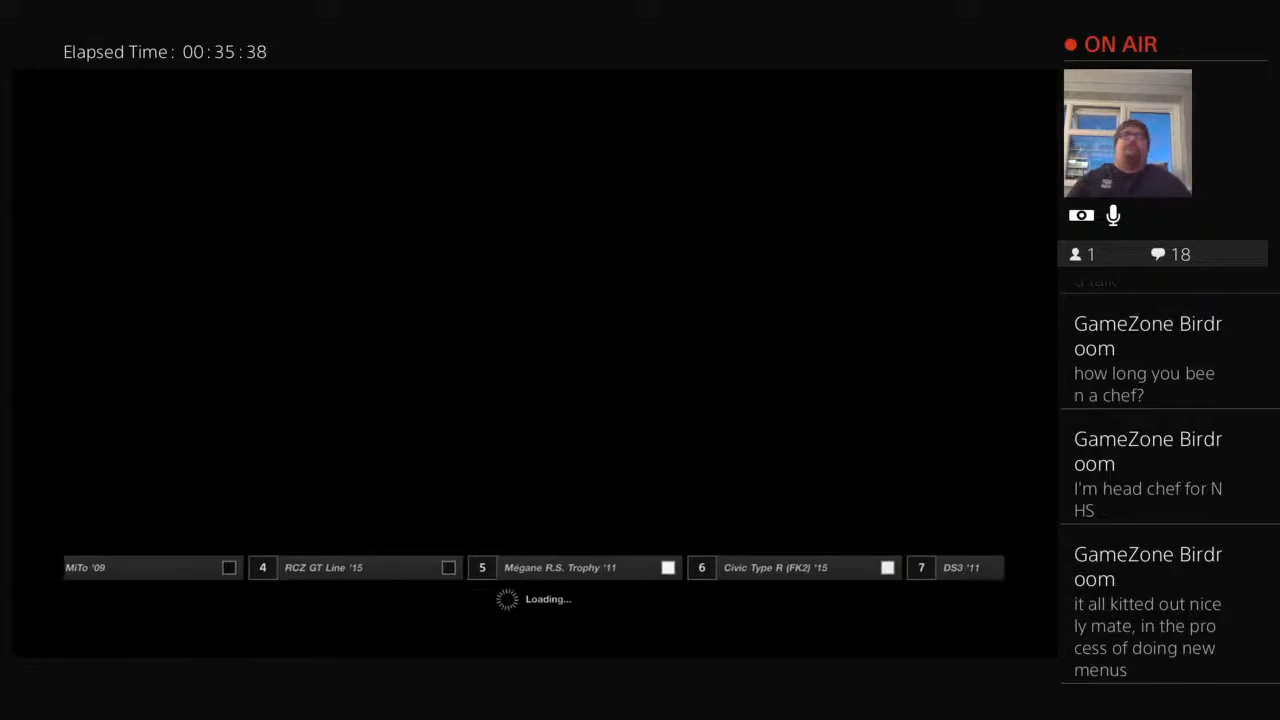 Elapsed Time: 00:35:38
ON AIR
1
18
GameZone Birdr
oom
how long you bee
n a chef?
GameZone Birdr
oom
I'm head chef for N
HS
GameZone Birdr
oom
it all kitted out nice
ly mate, in the pro
cess of doing new
menus
MiTo '09
4 RCZ GT Line '15
5 Mégane R.S. Trophy '11
6 Civic Type R (FK2) '15
7 DS3 '11
Loading...